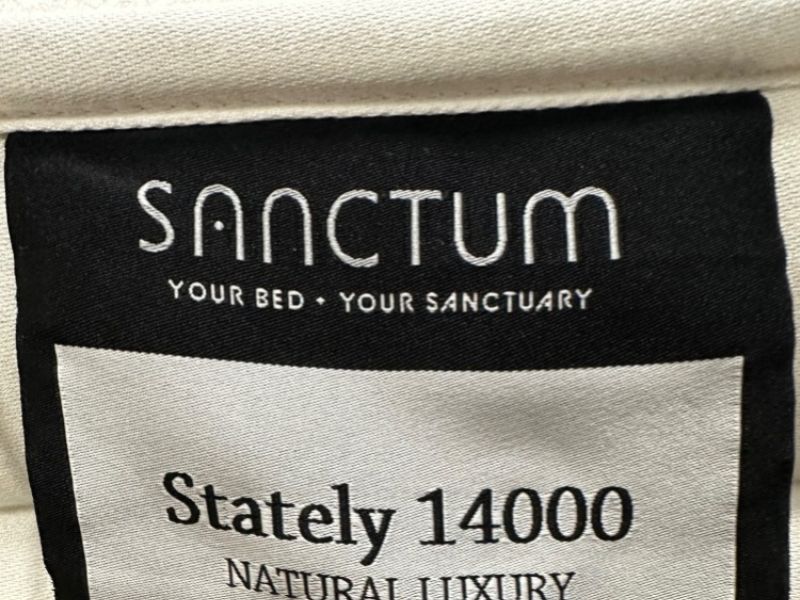 SANCTUM
YOUR BED • YOUR SANCTUARY
Stately 14000
NATURAL LUXURY